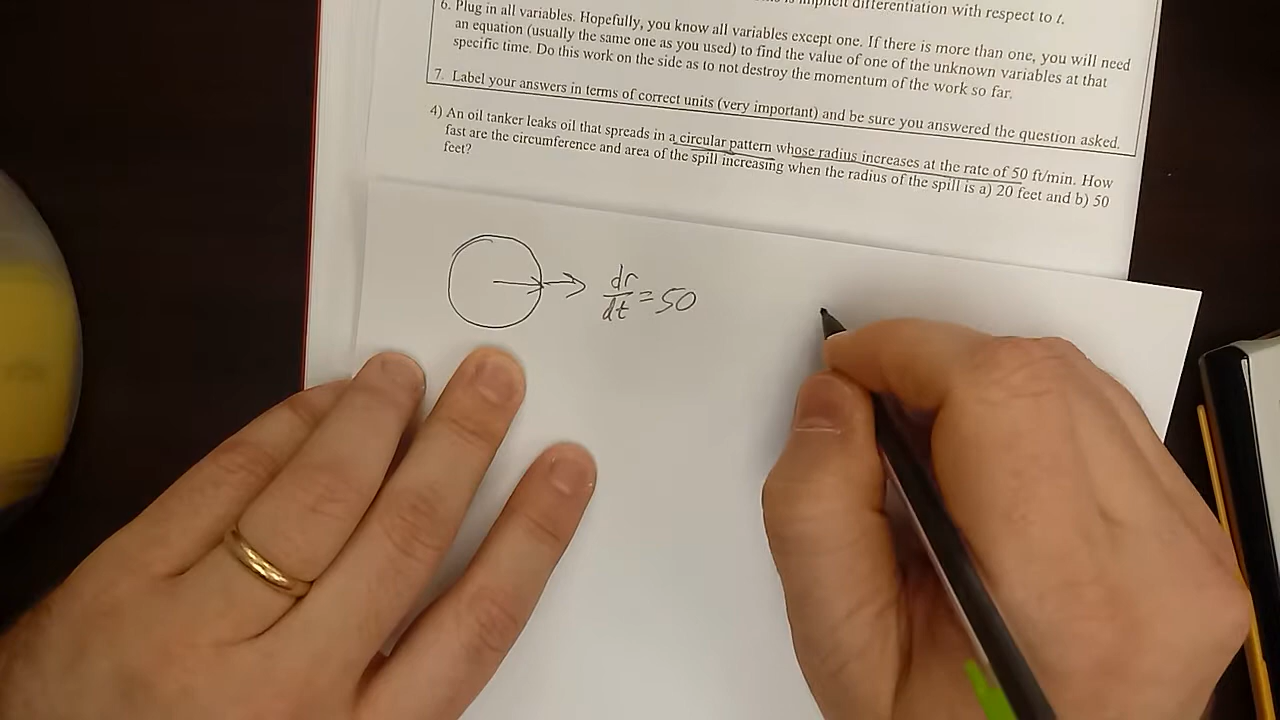 implicit differentiation with respect to t.
6. Plug in all variables. Hopefully, you know all variables except one. If there is more than one, you will need
an equation (usually the same one as you used) to find the value of one of the unknown variables at that
specific time. Do this work on the side as to not destroy the momentum of the work so far.
7. Label your answers in terms of correct units (very important) and be sure you answered the question asked.
4) An oil tanker leaks oil that spreads in a circular pattern whose radius increases at the rate of 50 ft/min. How
fast are the circumference and area of the spill increasing when the radius of the spill is a) 20 feet and b) 50
feet?
dr/dt = 50